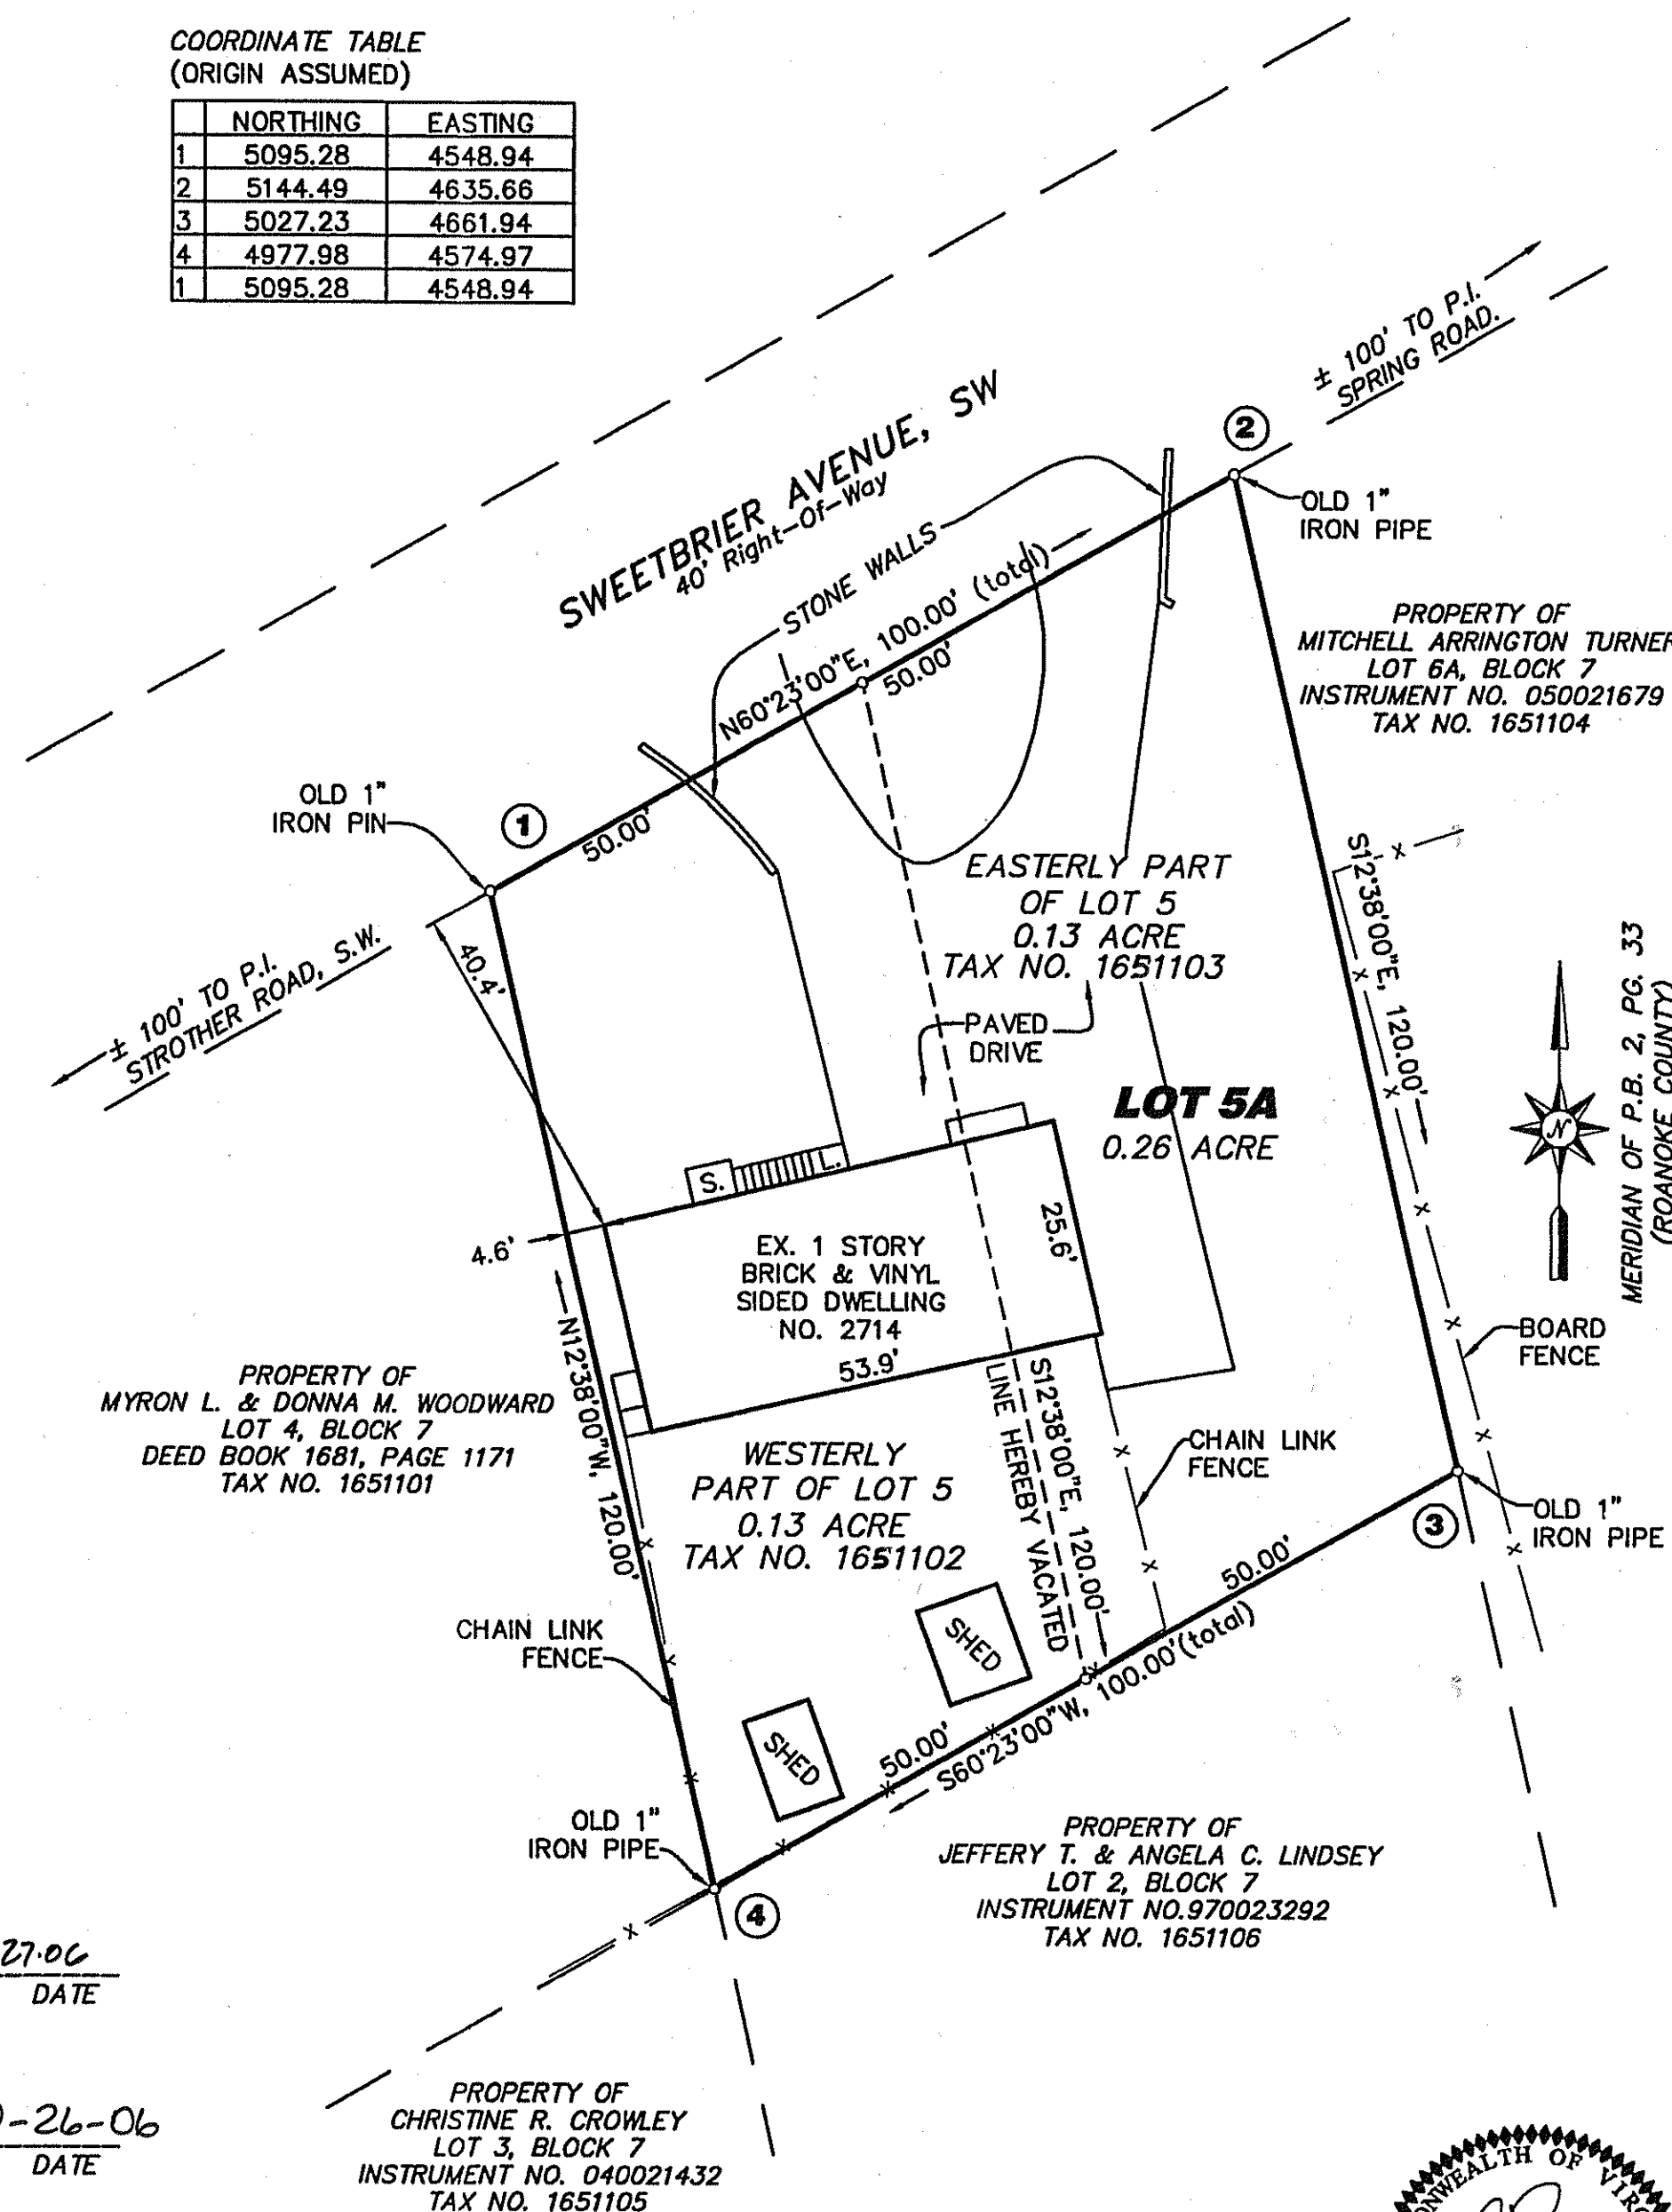 COORDINATE TABLE
(ORIGIN ASSUMED)
NORTHING EASTING
1 5095.28 4548.94
2 5144.49 4635.66
3 5027.23 4661.94
4 4977.98 4574.97
1 5095.28 4548.94
± 100' TO P.I.
SPRING ROAD.
SWEETBRIER AVENUE, SW
40' Right-Of-Way
2
OLD 1"
IRON PIPE
STONE WALLS
N60°23'00"E, 100.00' (total)
50.00'
50.00'
PROPERTY OF
MITCHELL ARRINGTON TURNER
LOT 6A, BLOCK 7
INSTRUMENT NO. 050021679
TAX NO. 1651104
OLD 1"
IRON PIN
1
± 100' TO P.I.
STROTHER ROAD, S.W.
40.4'
EASTERLY PART
OF LOT 5
0.13 ACRE
TAX NO. 1651103
PAVED
DRIVE
S12°38'00"E, 120.00'
LOT 5A
0.26 ACRE
N
MERIDIAN OF P.B. 2, PG. 33
(ROANOKE COUNTY)
S.
L.
4.6'
25.6'
EX. 1 STORY
BRICK & VINYL
SIDED DWELLING
NO. 2714
53.9'
BOARD
FENCE
N12°38'00"W, 120.00'
PROPERTY OF
MYRON L. & DONNA M. WOODWARD
LOT 4, BLOCK 7
DEED BOOK 1681, PAGE 1171
TAX NO. 1651101
S12°38'00"E, 120.00'
LINE HEREBY VACATED
CHAIN LINK
FENCE
WESTERLY
PART OF LOT 5
0.13 ACRE
TAX NO. 1651102
3
OLD 1"
IRON PIPE
50.00'
SHED
SHED
CHAIN LINK
FENCE
50.00'
S60°23'00"W, 100.00'(total)
OLD 1"
IRON PIPE
4
PROPERTY OF
JEFFERY T. & ANGELA C. LINDSEY
LOT 2, BLOCK 7
INSTRUMENT NO.970023292
TAX NO. 1651106
27.06
DATE
-26-06
DATE
PROPERTY OF
CHRISTINE R. CROWLEY
LOT 3, BLOCK 7
INSTRUMENT NO. 040021432
TAX NO. 1651105
ONWEALTH OF VIRG